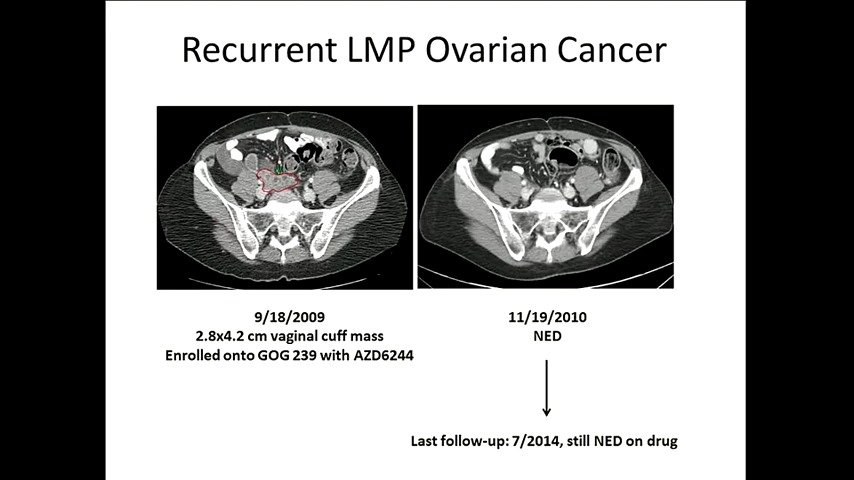 Recurrent LMP Ovarian Cancer
9/18/2009
2.8x4.2 cm vaginal cuff mass
Enrolled onto GOG 239 with AZD6244
11/19/2010
NED
Last follow-up: 7/2014, still NED on drug